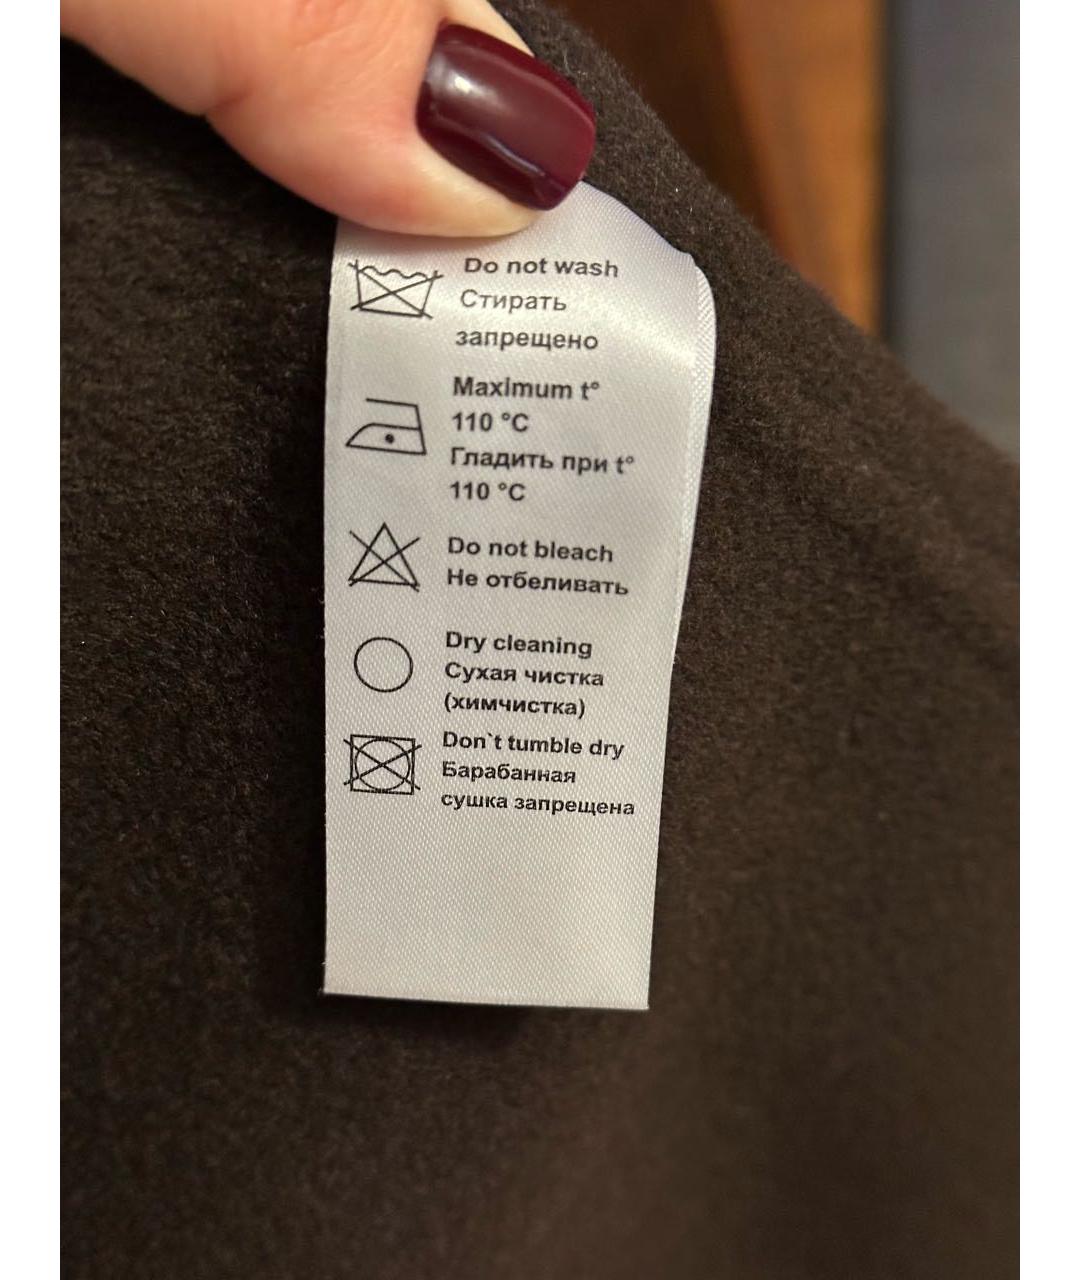 Do not wash
Стирать
запрещено
Maximum t°
110 °C
Гладить при t°
110 °C
Do not bleach
Не отбеливать
Dry cleaning
Сухая чистка
(химчистка)
Don`t tumble dry
Барабанная
сушка запрещена